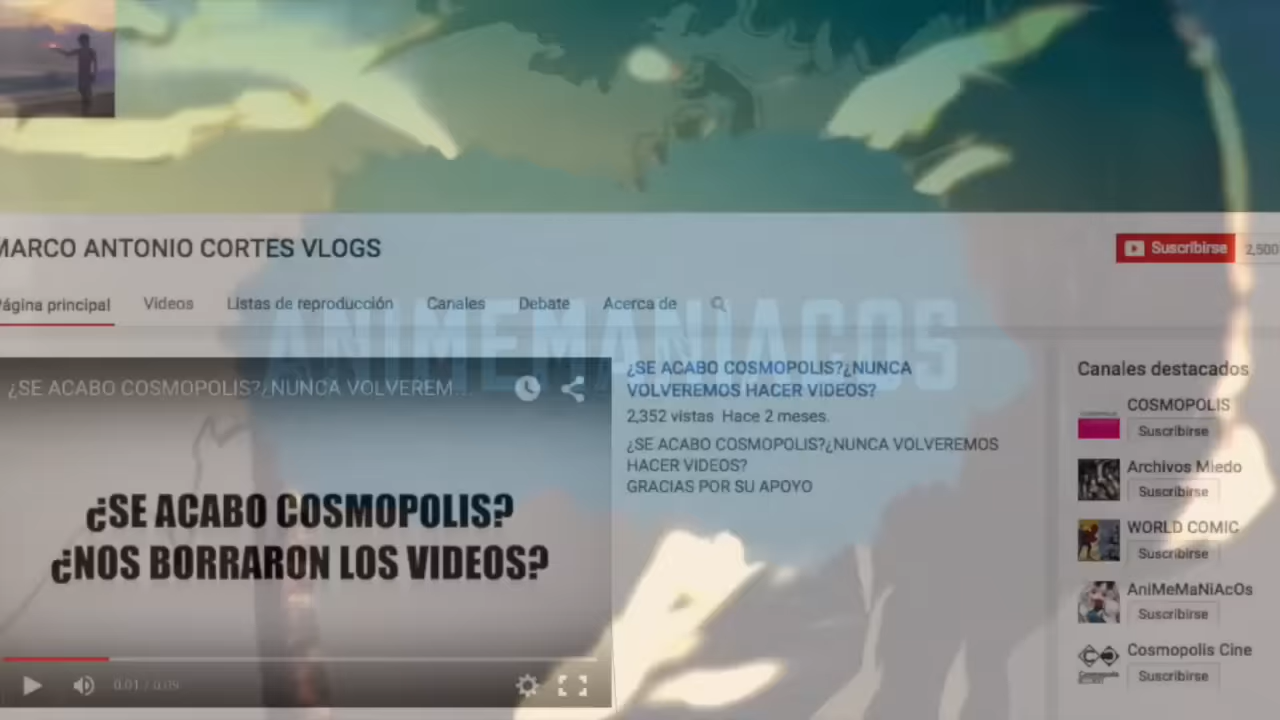 MARCO ANTONIO CORTES VLOGS
Suscribirse 2,500
Página principal Videos Listas de reproducción Canales Debate Acerca de
ANIMEMANIACOS
¿SE ACABO COSMOPOLIS?¿NUNCA VOLVEREM...
¿SE ACABO COSMOPOLIS?
¿NOS BORRARON LOS VIDEOS?
0:01 / 0:09
¿SE ACABO COSMOPOLIS?¿NUNCA
VOLVEREMOS HACER VIDEOS?
2,352 vistas Hace 2 meses.
¿SE ACABO COSMOPOLIS?¿NUNCA VOLVEREMOS
HACER VIDEOS?
GRACIAS POR SU APOYO
Canales destacados
COSMOPOLIS
Suscribirse
Archivos Miedo
Suscribirse
WORLD COMIC
Suscribirse
AniMeMaNiAcOs
Suscribirse
Cosmopolis Cine
Suscribirse